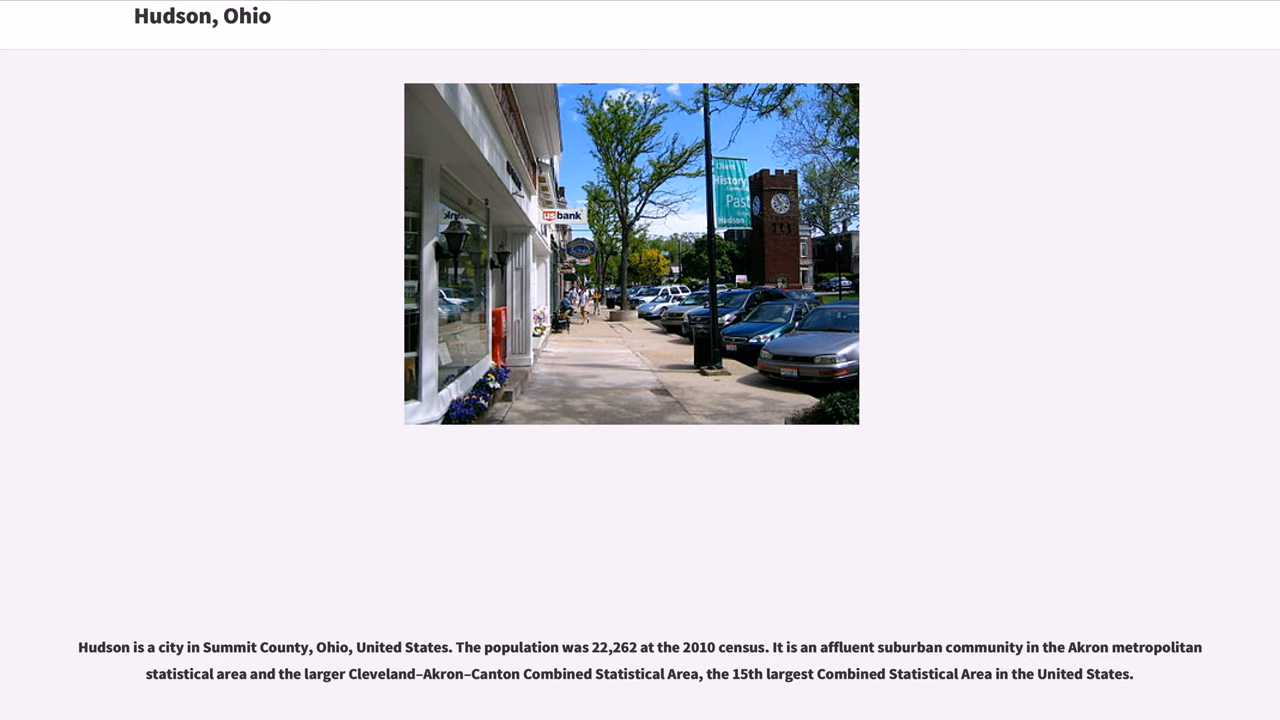 Hudson, Ohio
usbank
History
Past
Hudson
Hudson is a city in Summit County, Ohio, United States. The population was 22,262 at the 2010 census. It is an affluent suburban community in the Akron metropolitan
statistical area and the larger Cleveland–Akron–Canton Combined Statistical Area, the 15th largest Combined Statistical Area in the United States.